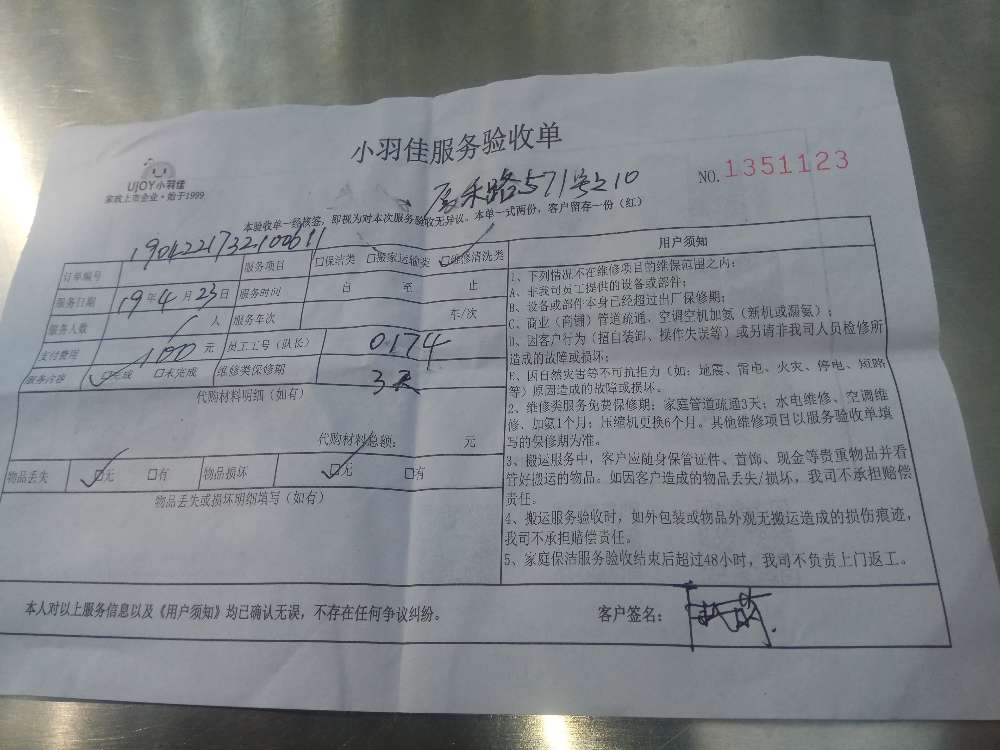 小羽佳服务验收单
UJOY小羽佳
家政上市企业·始于1999
NO.1351123
厦禾路571号210
本验收单一经核签，即视为对本次服务验收无异议。本单一式两份，客户留存一份（红）
订单编号 190422173210061 服务项目 □保洁类 □搬家运输类 □维修清洗类
服务日期 19年4月23日 服务时间 自 至 止
服务人数 1 人 服务车次 车/次
支付费用 100 元 员工工号（队长） 0174
服务内容 □完成 □未完成 维修类保修期 3天
代购材料明细（如有）
代购材料总额： 元
物品丢失 □无 □有 物品损坏 □无 □有
物品丢失或损坏明细填写（如有）
用户须知
1、下列情况不在维修项目的维保范围之内：
A、非我司员工提供的设备或部件；
B、设备或部件本身已经超过出厂保修期；
C、商业（商铺）管道疏通、空调空机加氨（新机或漏氨）；
D、因客户行为（擅自装卸、操作失误等）或另请非我司人员检修所
造成的故障或损坏；
E、因自然灾害等不可抗拒力（如：地震、雷电、火灾、停电、短路
等）原因造成的故障或损坏。
2、维修类服务免费保修期：家庭管道疏通3天；水电维修、空调维
修、加氨1个月；压缩机更换6个月。其他维修项目以服务验收单填
写的保修期为准。
3、搬运服务中，客户应随身保管证件、首饰、现金等贵重物品并看
管好搬运的物品。如因客户造成的物品丢失/损坏，我司不承担赔偿
责任。
4、搬运服务验收时，如外包装或物品外观无搬运造成的损伤痕迹，
我司不承担赔偿责任。
5、家庭保洁服务验收结束后超过48小时，我司不负责上门返工。
本人对以上服务信息以及《用户须知》均已确认无误，不存在任何争议纠纷。
客户签名：